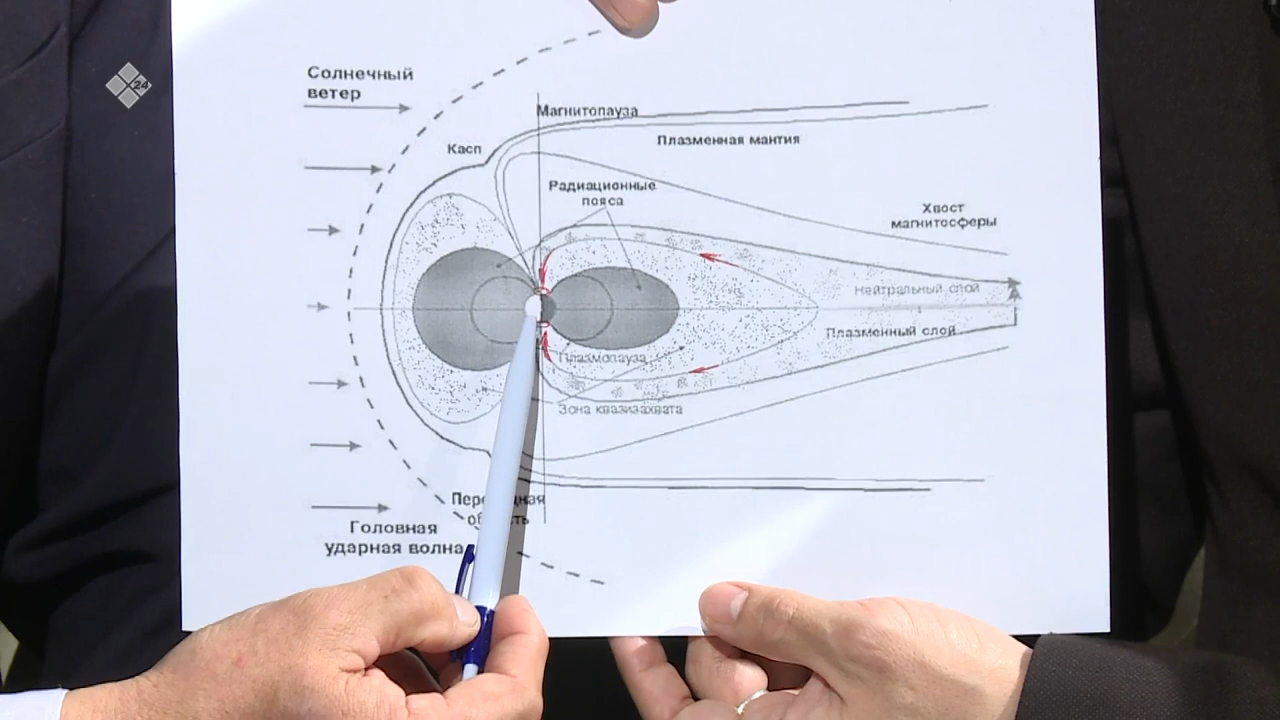 24
Солнечный
ветер
Магнитопауза
Плазменная мантия
Касп
Радиационные
пояса
Хвост
магнитосферы
Нейтральный слой
Плазменный слой
Плазмопауза
Зона квазизахвата
Головная
ударная волна